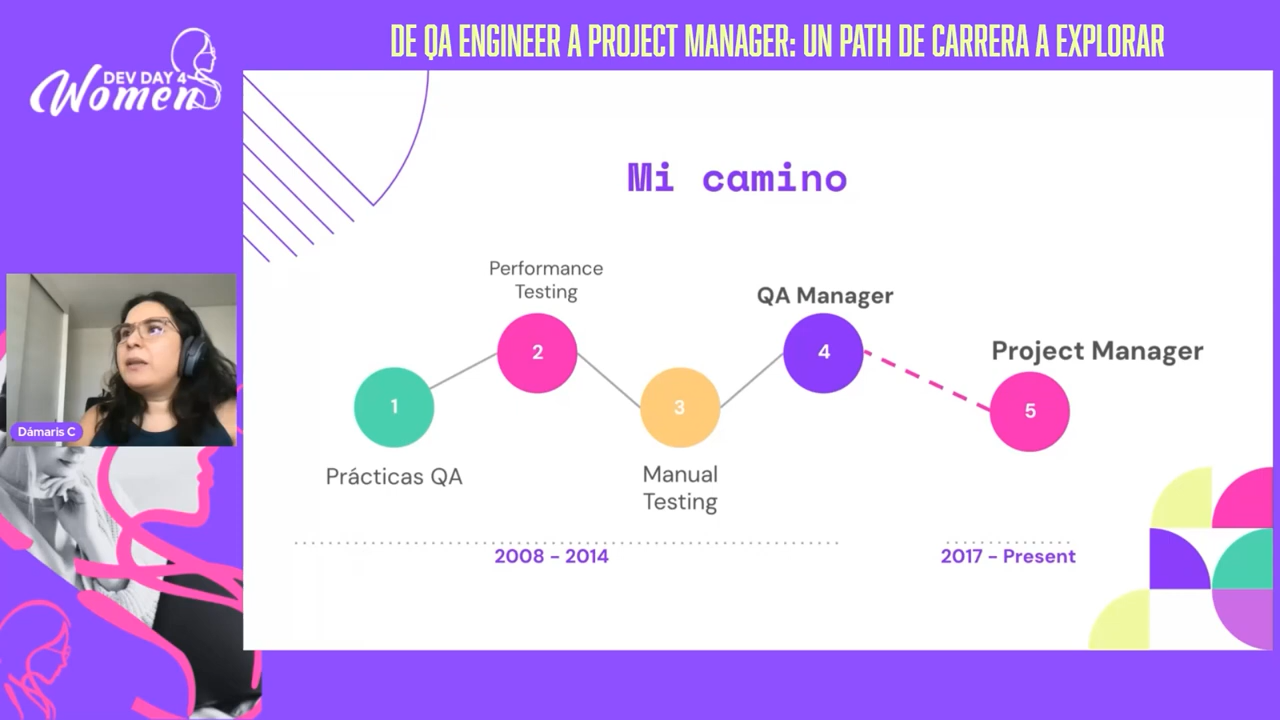 DE QA ENGINEER A PROJECT MANAGER: UN PATH DE CARRERA A EXPLORAR
DEV DAY 4
Women
Mi camino
Performance
Testing
QA Manager
Project Manager
1
2
3
4
5
Prácticas QA
Manual
Testing
2008 - 2014
2017 - Present
Dámaris C